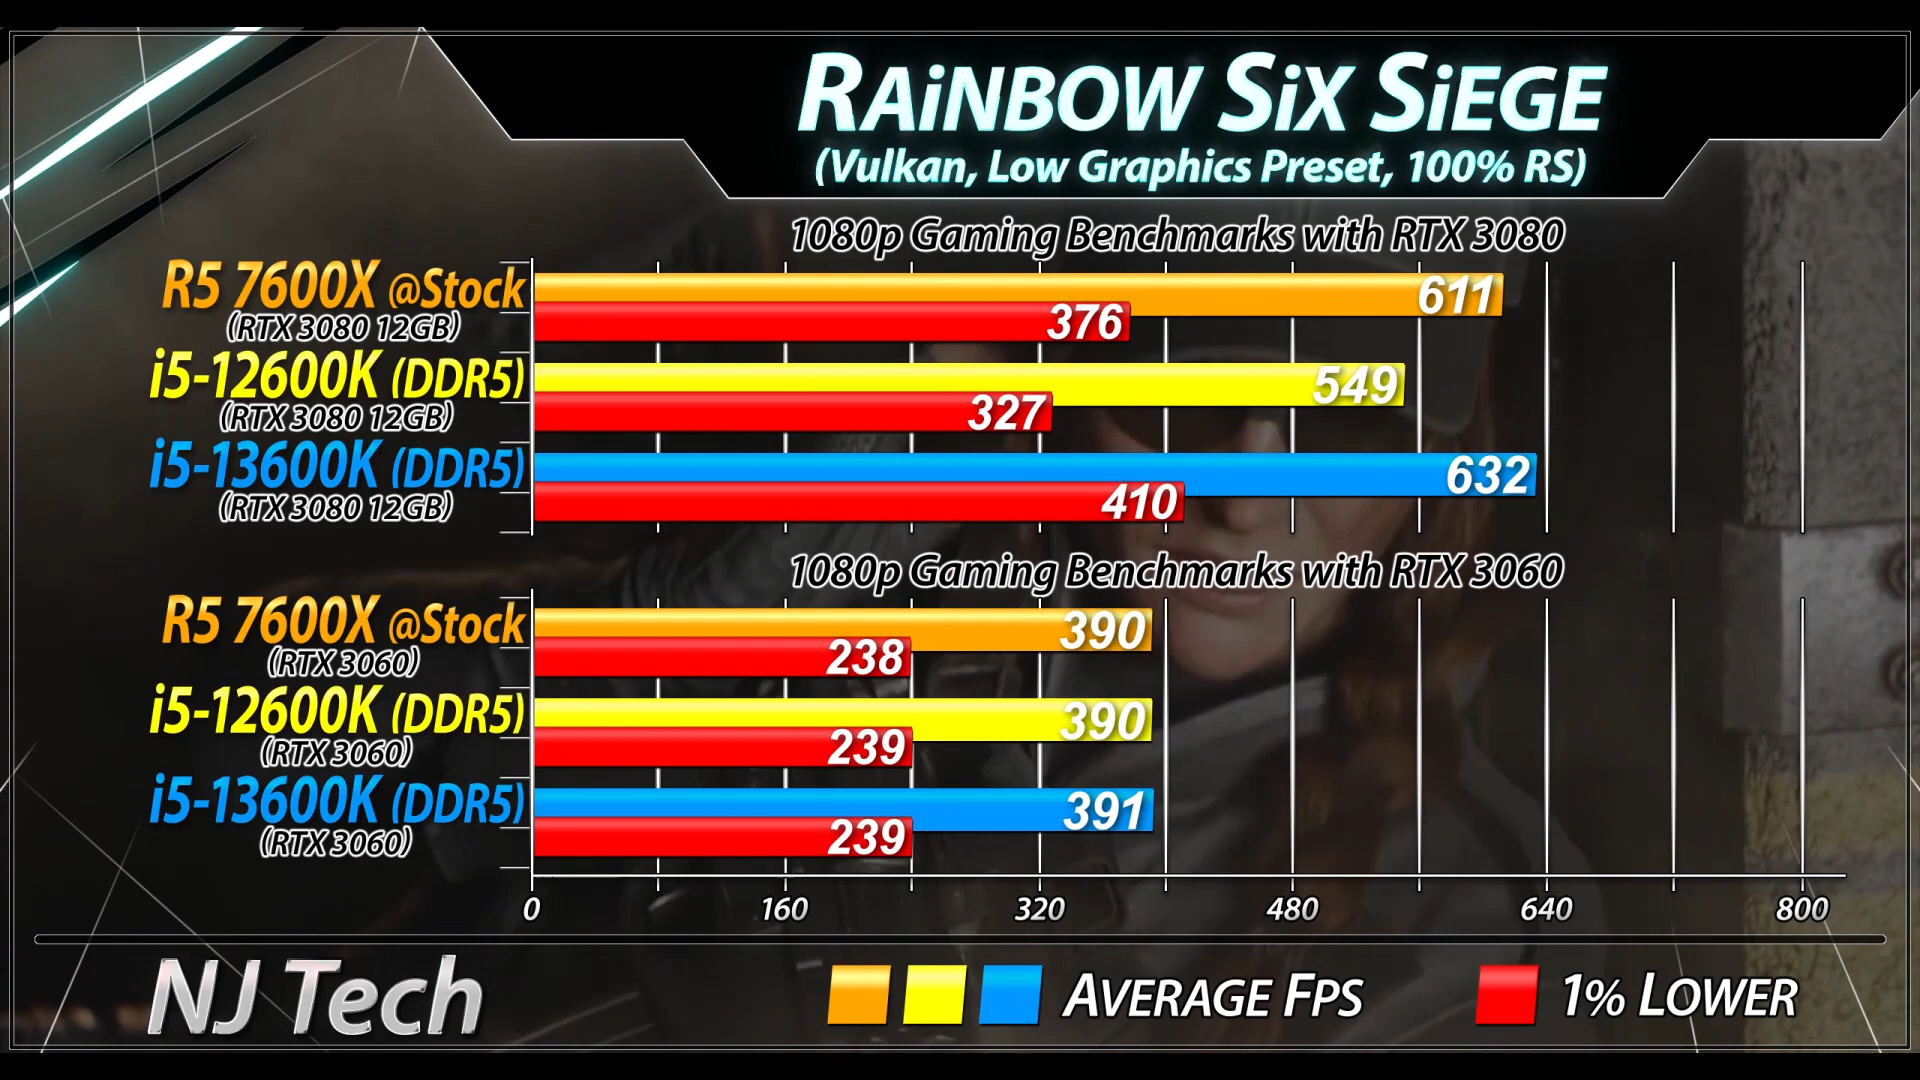 RAiNBOW SiX SiEGE
(Vulkan, Low Graphics Preset, 100% RS)
1080p Gaming Benchmarks with RTX 3080
R5 7600X @Stock
(RTX 3080 12GB)
611
376
i5-12600K (DDR5)
(RTX 3080 12GB)
549
327
i5-13600K (DDR5)
(RTX 3080 12GB)
632
410
1080p Gaming Benchmarks with RTX 3060
R5 7600X @Stock
(RTX 3060)
390
238
i5-12600K (DDR5)
(RTX 3060)
390
239
i5-13600K (DDR5)
(RTX 3060)
391
239
0 160 320 480 640 800
NJ Tech
AVERAGE FPS
1% LOWER